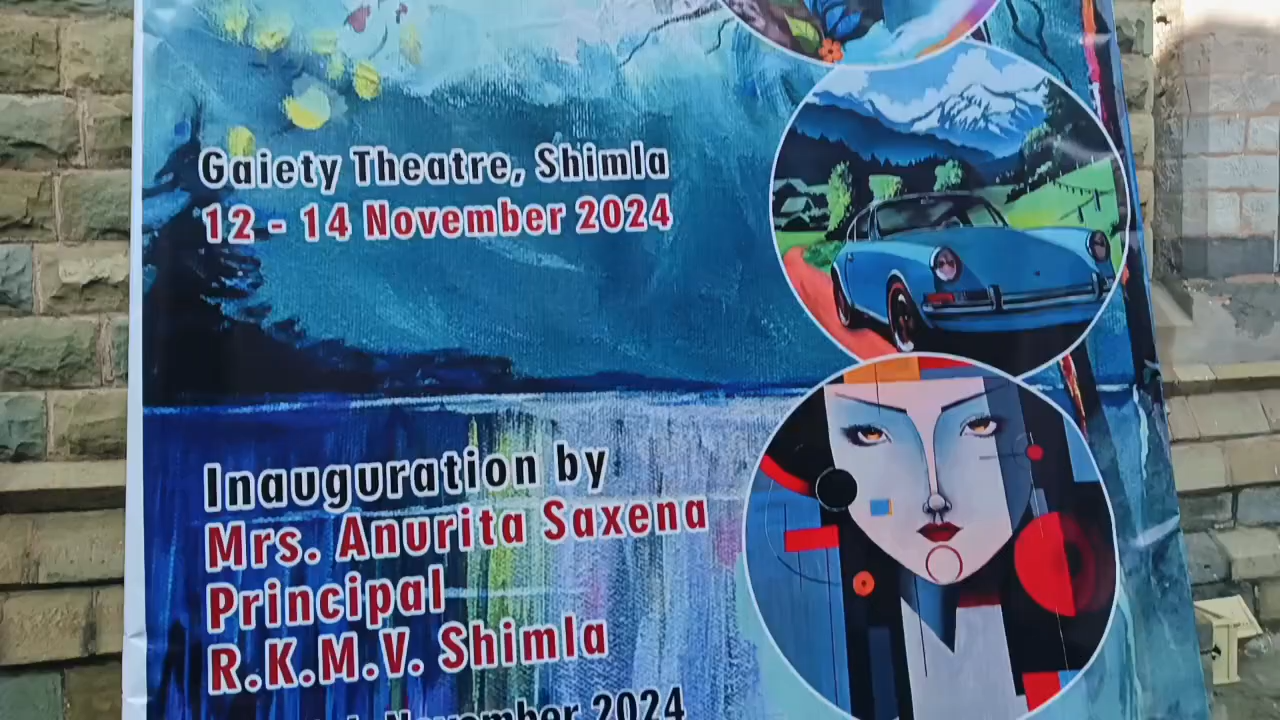 Gaiety Theatre, Shimla
12 - 14 November 2024
Inauguration by
Mrs. Anurita Saxena
Principal
R.K.M.V. Shimla
November 2024